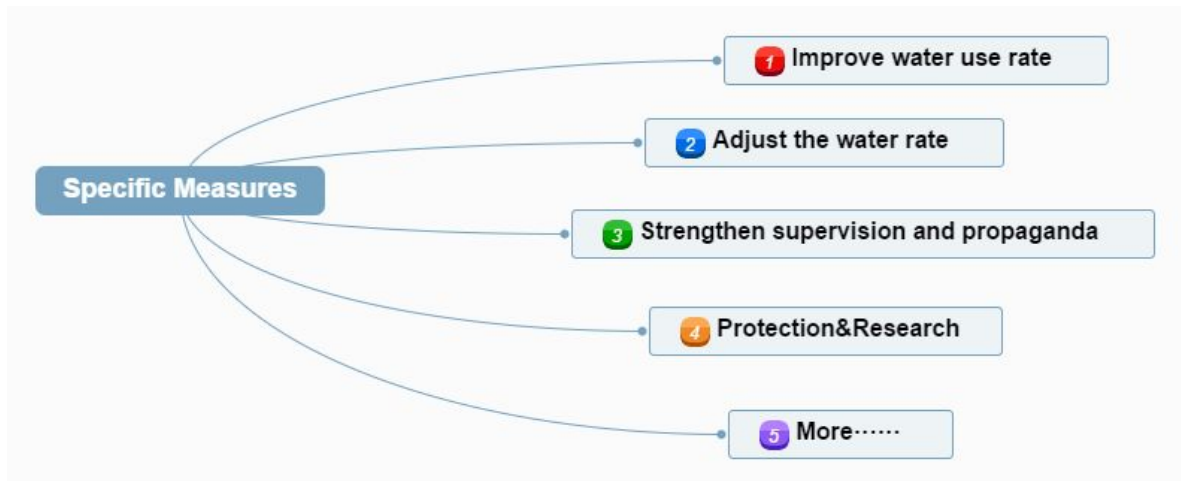 Specific Measures
1 Improve water use rate
2 Adjust the water rate
3 Strengthen supervision and propaganda
4 Protection&Research
5 More⋯⋯